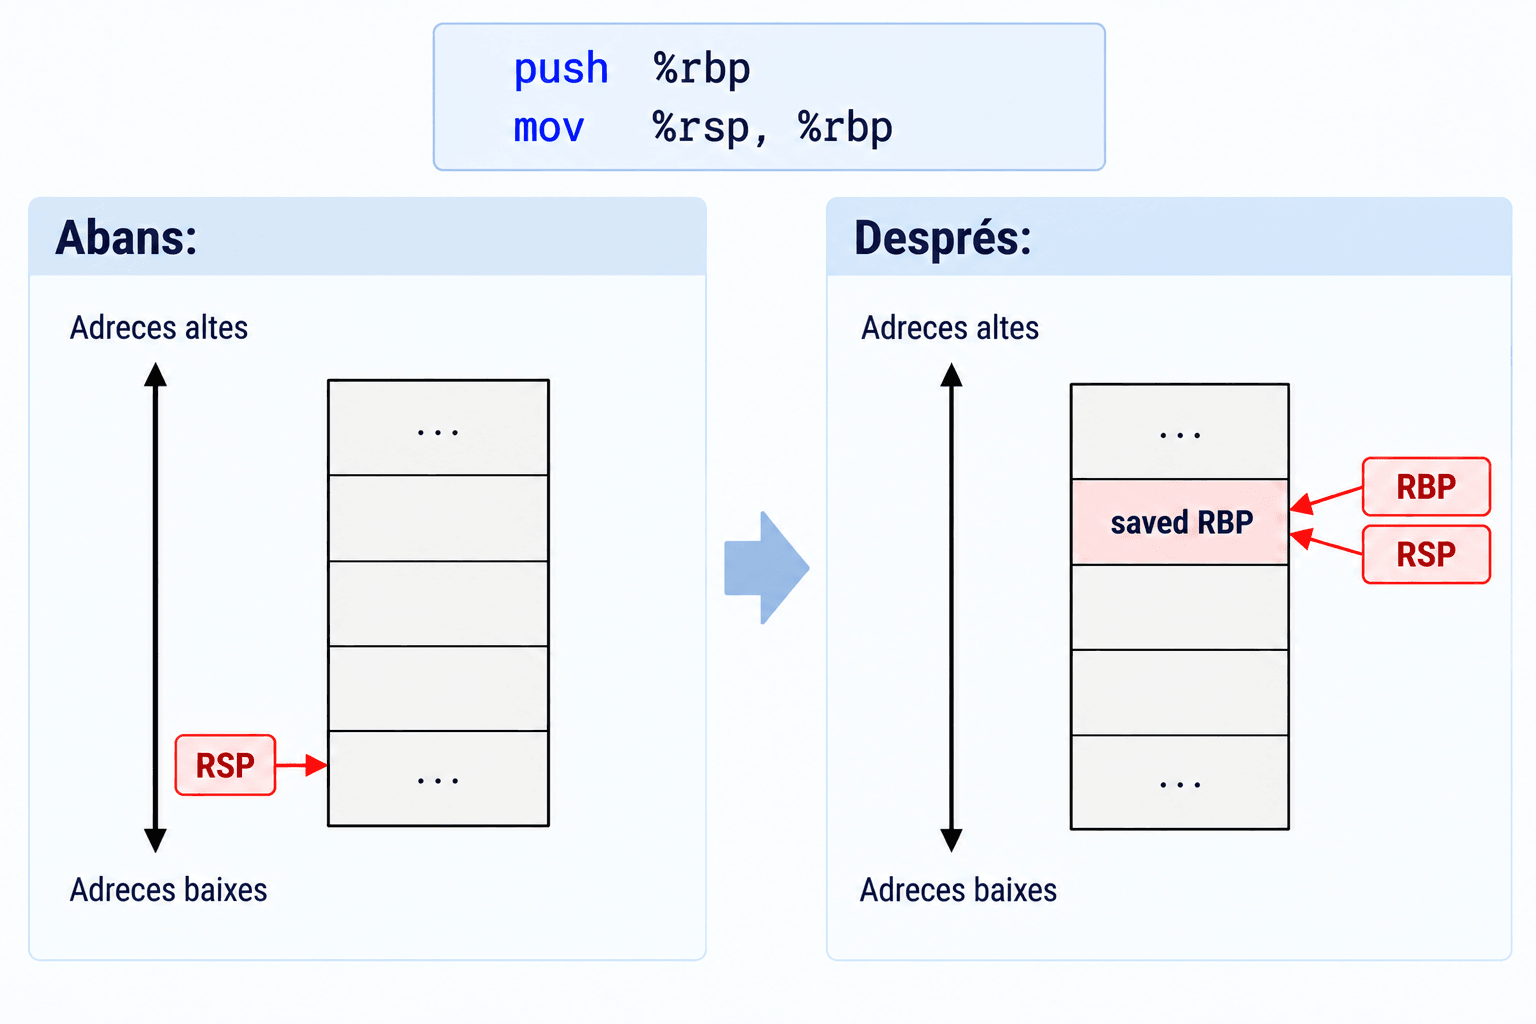 push %rbp
mov %rsp, %rbp
Abans:
Adreces altes
...
RSP
...
Adreces baixes
Després:
Adreces altes
...
RBP
saved RBP
RSP
...
Adreces baixes